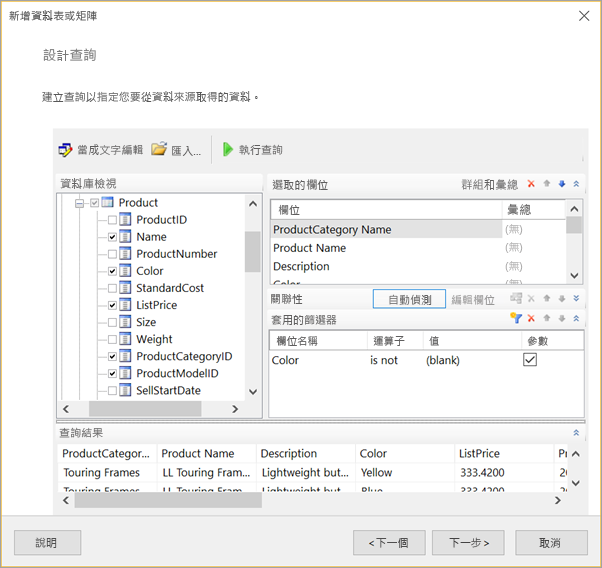 新增資料表或矩陣
設計查詢
建立查詢以指定您要從資料來源取得的資料。
當成文字編輯 匯入... 執行查詢
資料庫檢視
Product
ProductID
Name
ProductNumber
Color
StandardCost
ListPrice
Size
Weight
ProductCategoryID
ProductModelID
SellStartDate
選取的欄位 群組和彙總
欄位 彙總
ProductCategory Name (無)
Product Name (無)
Description (無)
Color (無)
關聯性 自動偵測 編輯欄位
套用的篩選器
欄位名稱 運算子 值 參數
Color is not (blank)
查詢結果
ProductCategor... Product Name Description Color ListPrice
Touring Frames LL Touring Fram... Lightweight but... Yellow 333.4200
Touring Frames LL Touring Fram... Lightweight but... Blue 333.4200
說明 <下一個 下一步> 取消